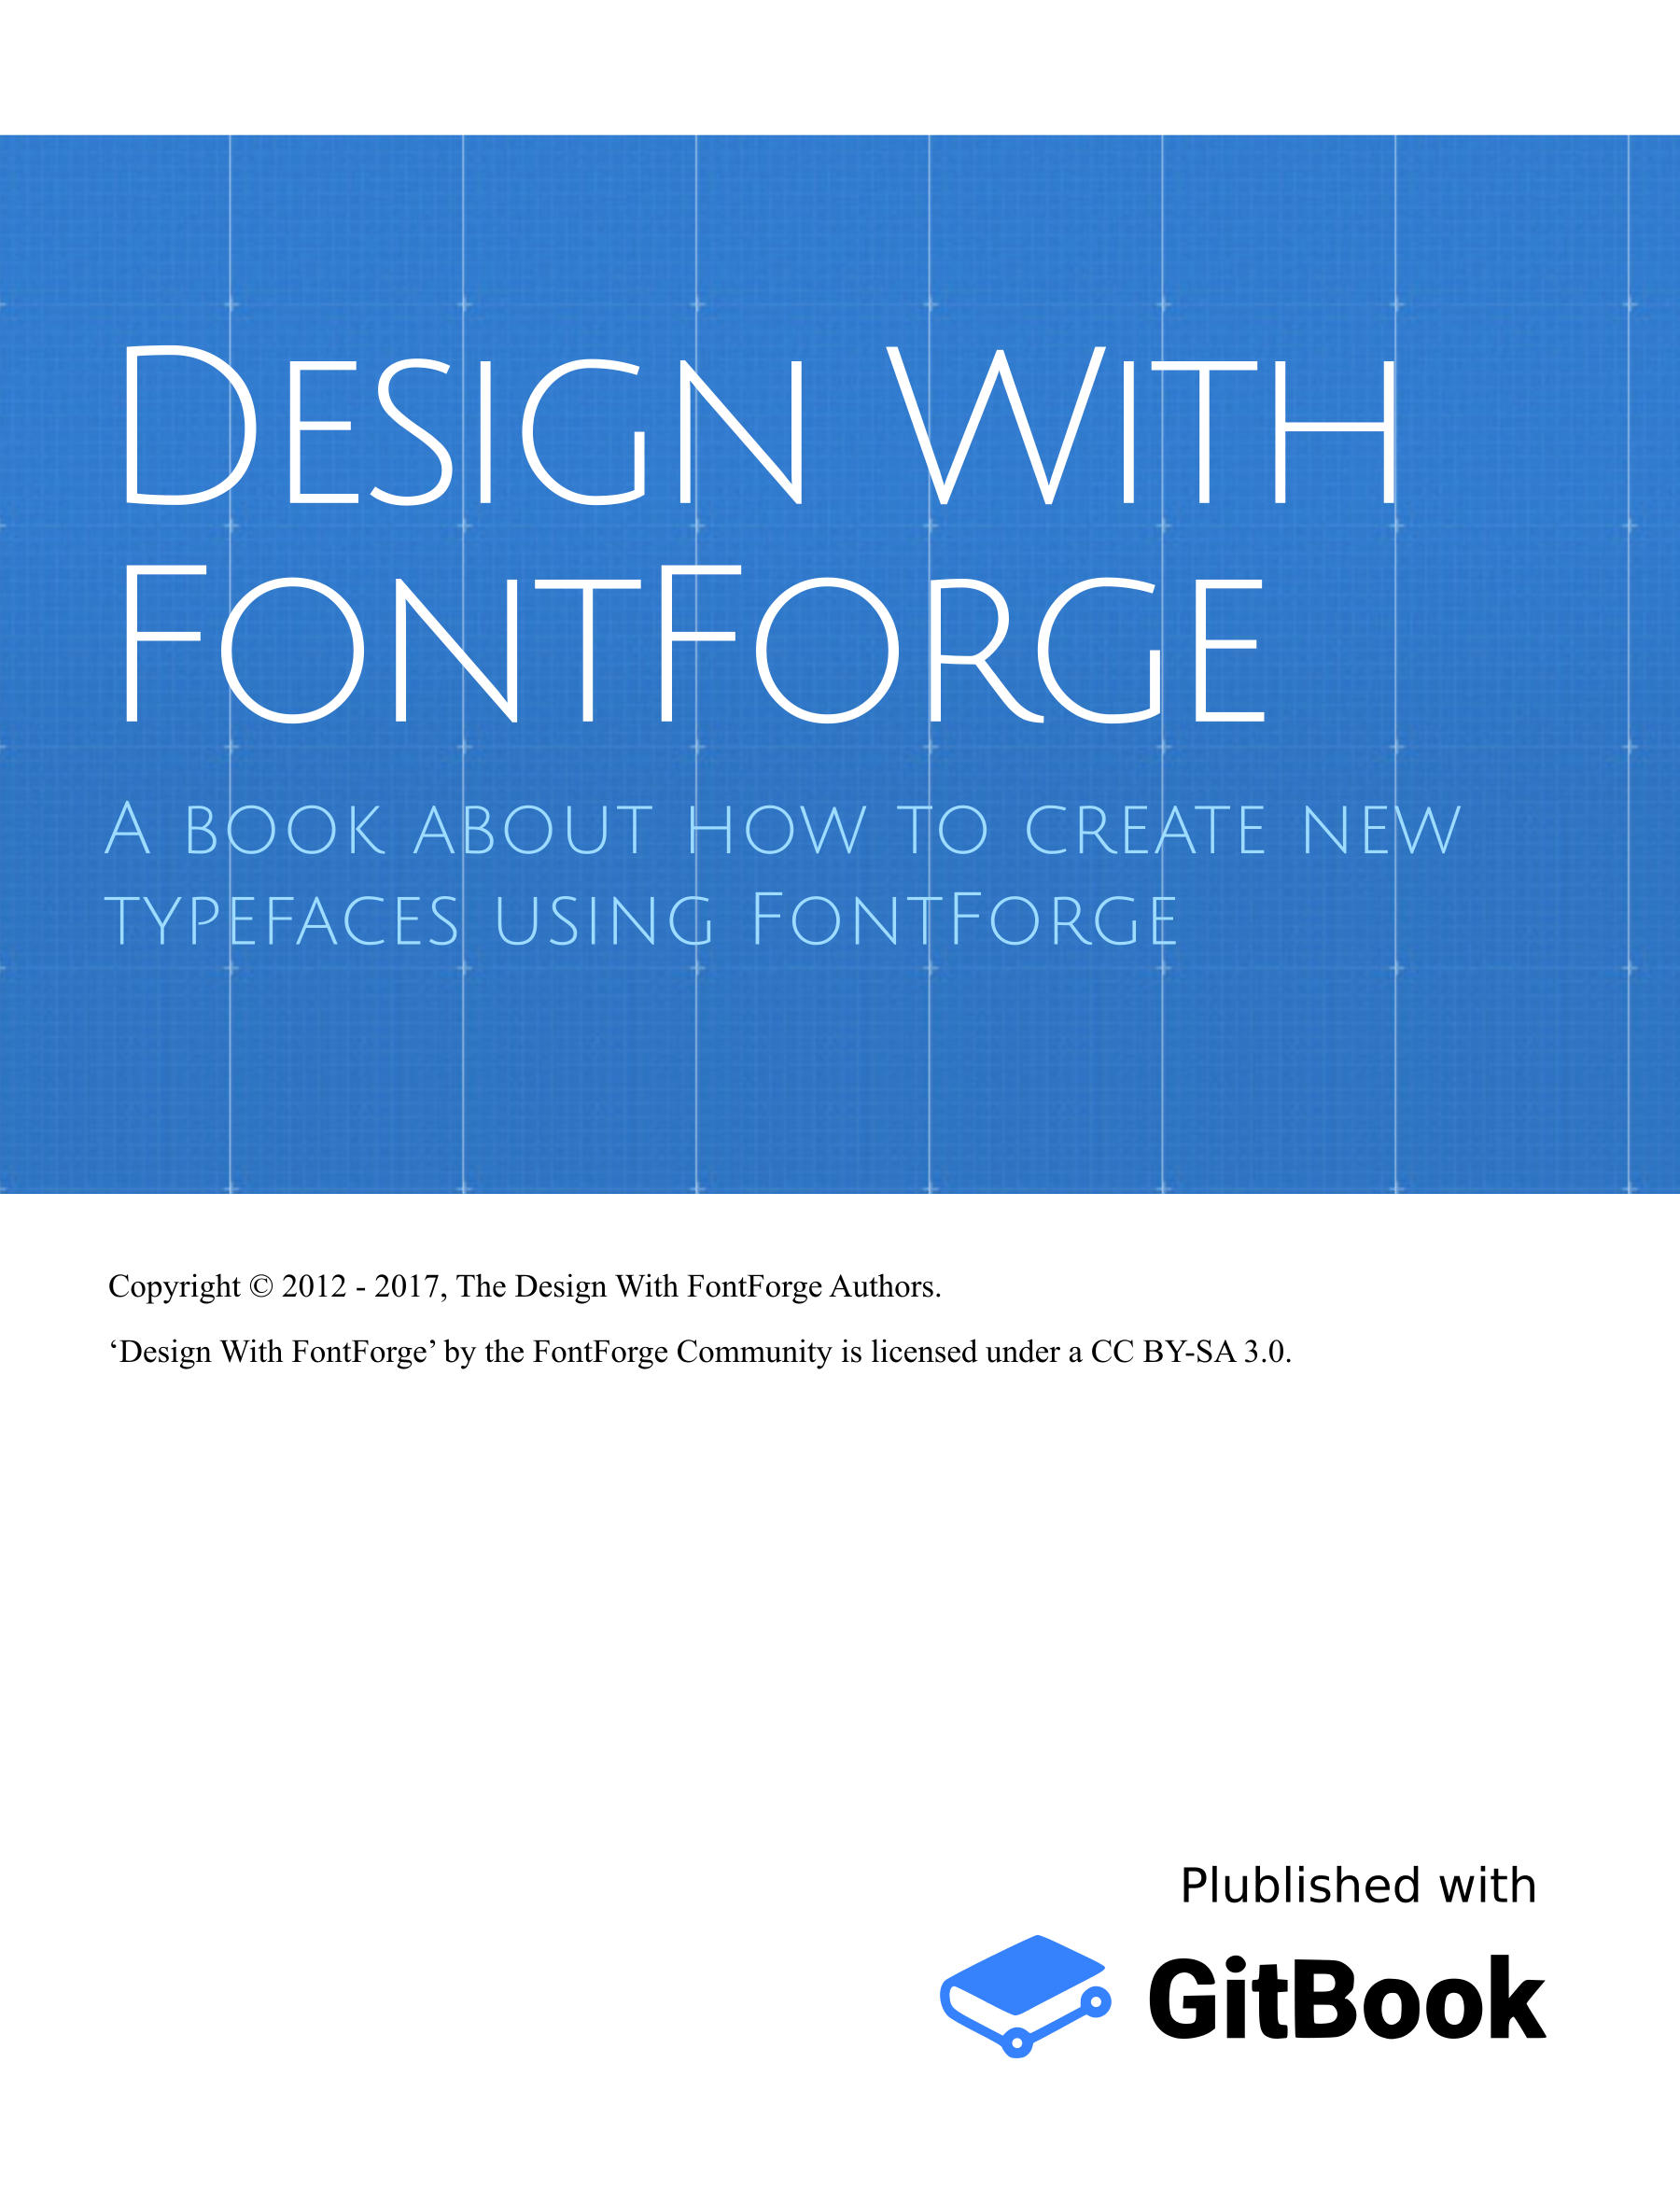 Design With
FontForge
A book about how to create new
typefaces using FontForge
Copyright © 2012 - 2017, The Design With FontForge Authors.
‘Design With FontForge’ by the FontForge Community is licensed under a CC BY-SA 3.0.
Plublished with
GitBook